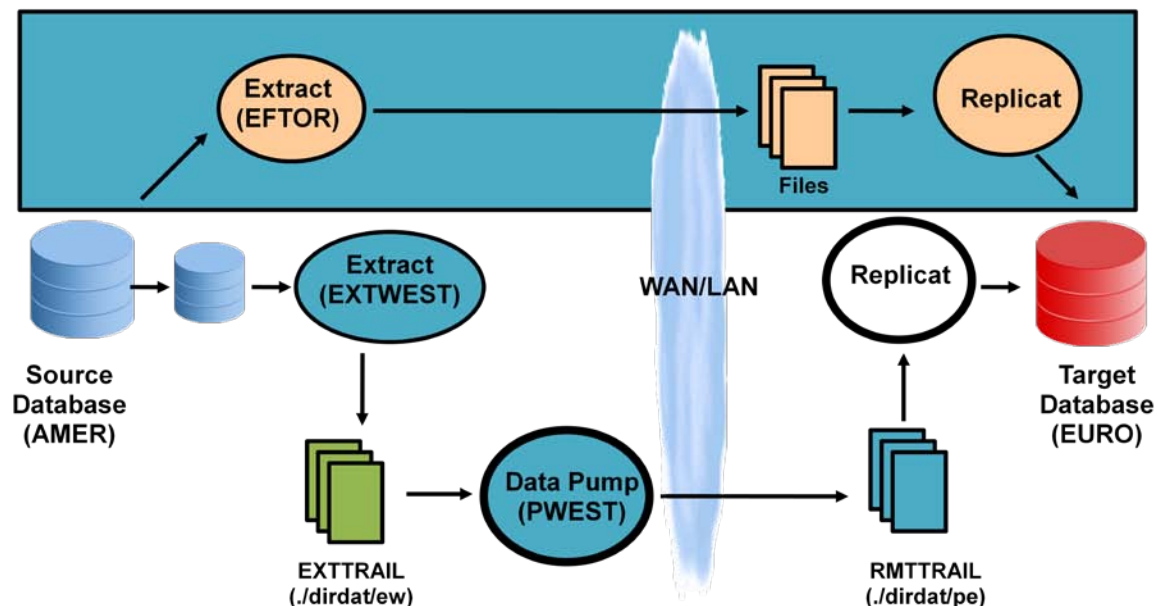 Extract
(EFTOR)
Replicat
Files
Extract
(EXTWEST)
WAN/LAN
Replicat
Source
Database
(AMER)
Target
Database
(EURO)
Data Pump
(PWEST)
EXTTRAIL
(./dirdat/ew)
RMTTRAIL
(./dirdat/pe)